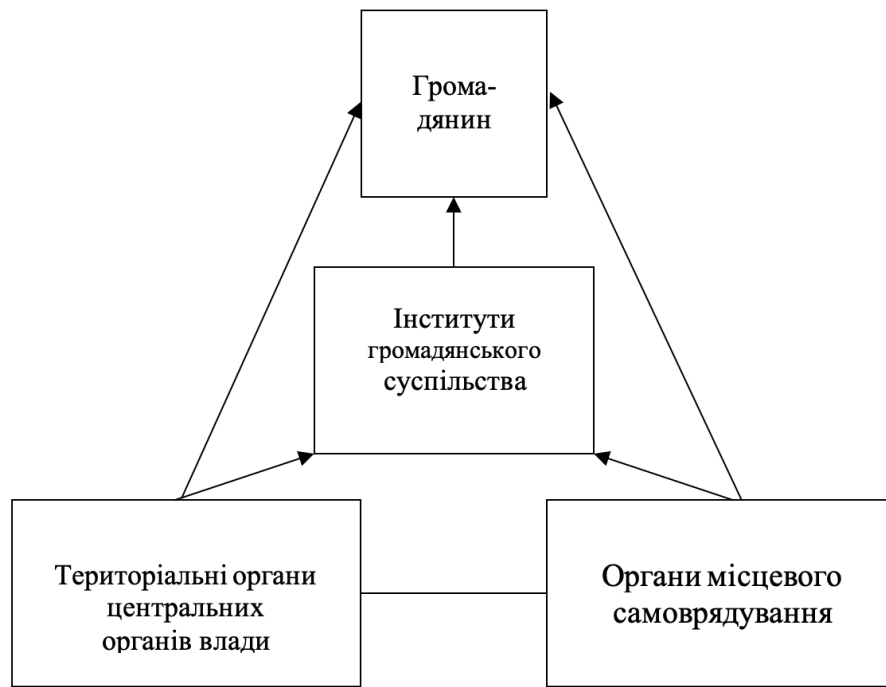 Грома-
дянин
Інститути
громадянського
суспільства
Територіальні органи
центральних
органів влади
Органи місцевого
самоврядування